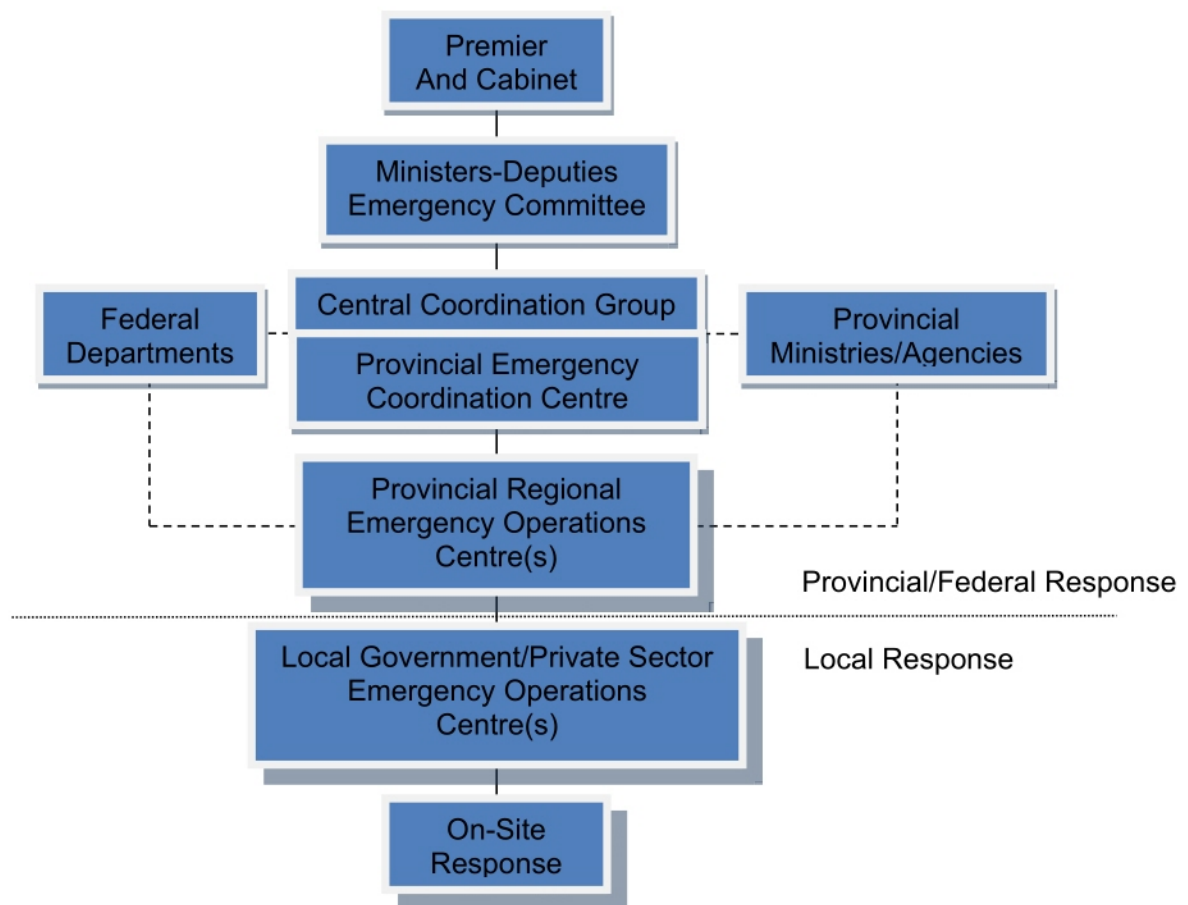 Premier
And Cabinet
Ministers-Deputies
Emergency Committee
Central Coordination Group
Federal
Departments
Provincial Emergency
Coordination Centre
Provincial
Ministries/Agencies
Provincial Regional
Emergency Operations
Centre(s)
Provincial/Federal Response
Local Government/Private Sector
Emergency Operations
Centre(s)
Local Response
On-Site
Response